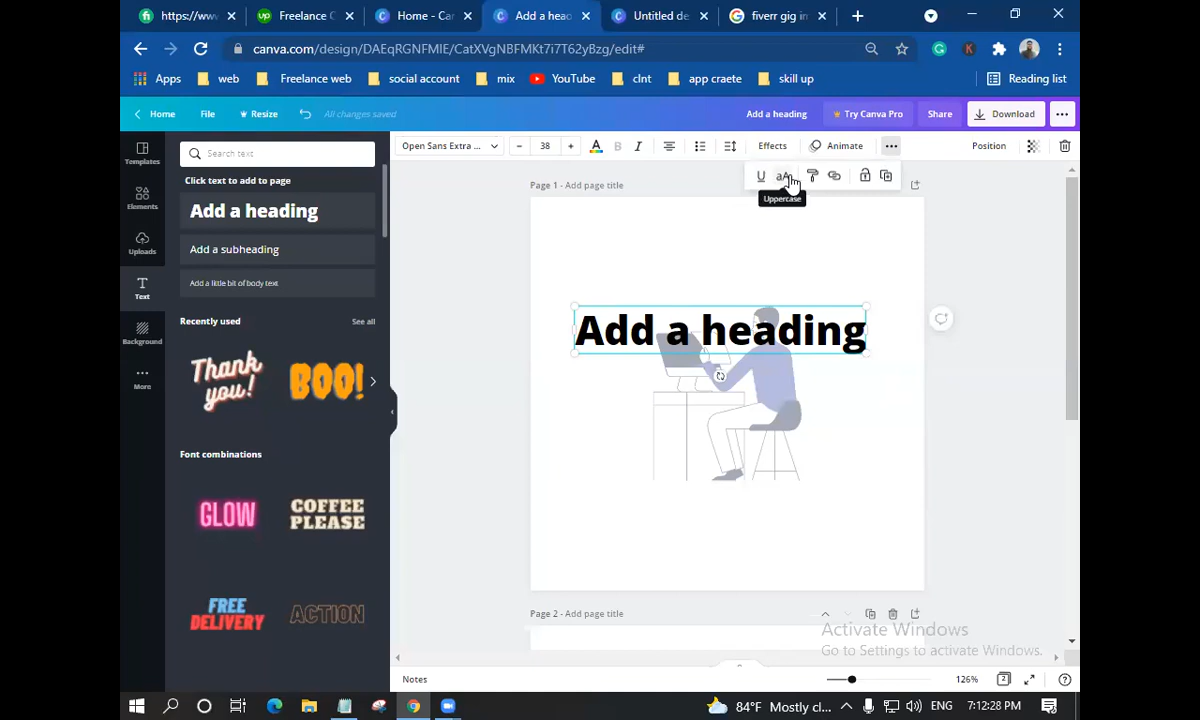 https://ww
Freelance C
Home - Car
Add a head
Untitled de
fiverr gig im
canva.com/design/DAEqRGNFMlE/CatXVgNBFMKt7i7T62yBzg/edit#
Apps
web
Freelance web
social account
mix
YouTube
clnt
app craete
skill up
Reading list
Home
File
Resize
All changes saved
Add a heading
Try Canva Pro
Share
Download
Templates
Elements
Uploads
Text
Background
More
Search text
Click text to add to page
Add a heading
Add a subheading
Add a little bit of body text
Recently used
See all
Thank you!
BOO!
Font combinations
GLOW
COFFEE
PLEASE
FREE
DELIVERY
ACTION
Open Sans Extra ...
38
B
I
Effects
Animate
Position
U
aA
Uppercase
Page 1 - Add page title
Add a heading
Page 2 - Add page title
Activate Windows
Go to Settings to activate Windows.
Notes
126%
2
84°F Mostly cl...
ENG
7:12:28 PM